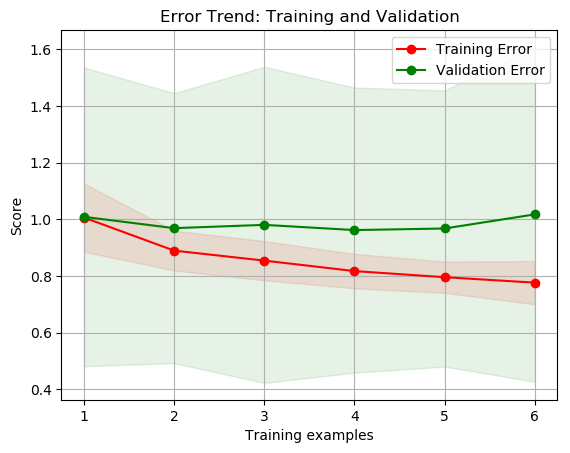 Error Trend: Training and Validation
Training Error
Validation Error
Score
1.6
1.4
1.2
1.0
0.8
0.6
0.4
1 2 3 4 5 6
Training examples